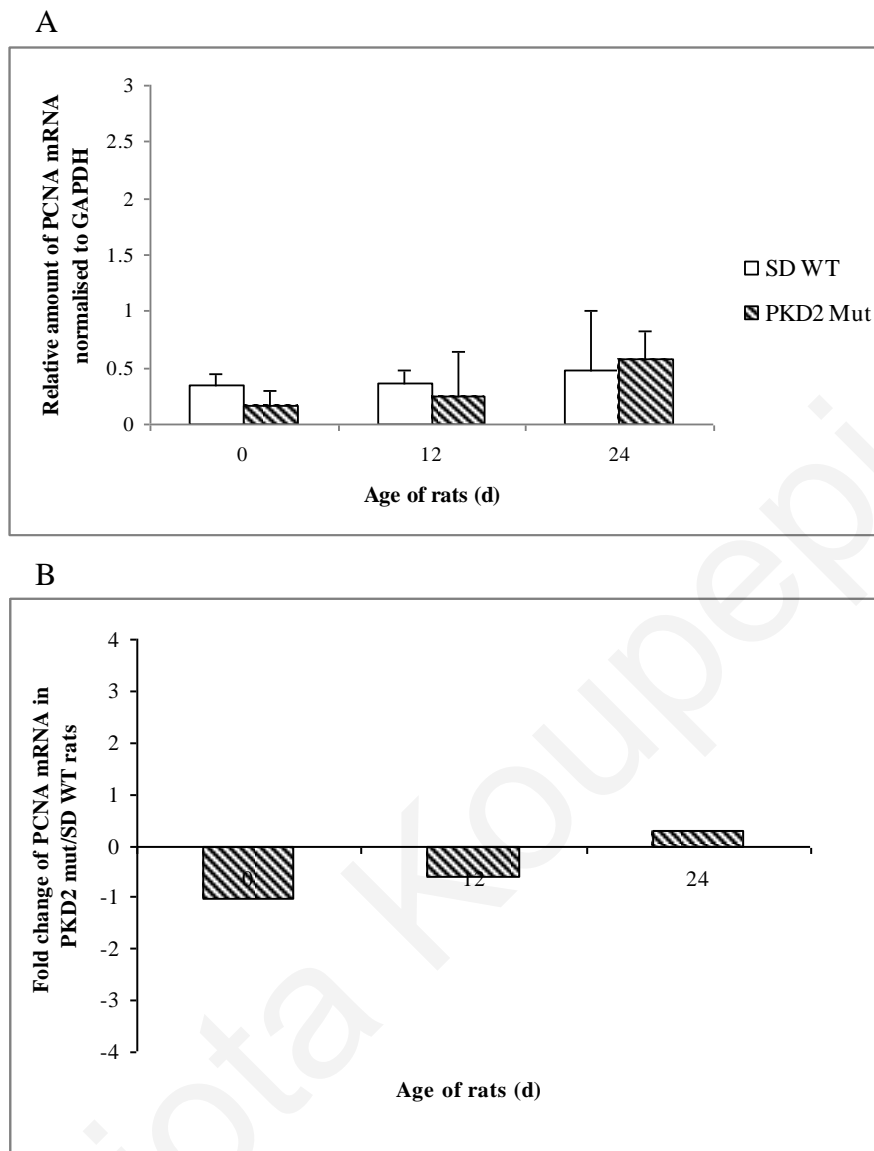 A
Relative amount of PCNA mRNA
normalised to GAPDH
3
2.5
2
1.5
1
0.5
0
0
12
24
Age of rats (d)
SD WT
PKD2 Mut
B
Fold change of PCNA mRNA in
PKD2 mut/SD WT rats
4
3
2
1
0
-1
-2
-3
-4
0
12
24
Age of rats (d)
iota Koupepi